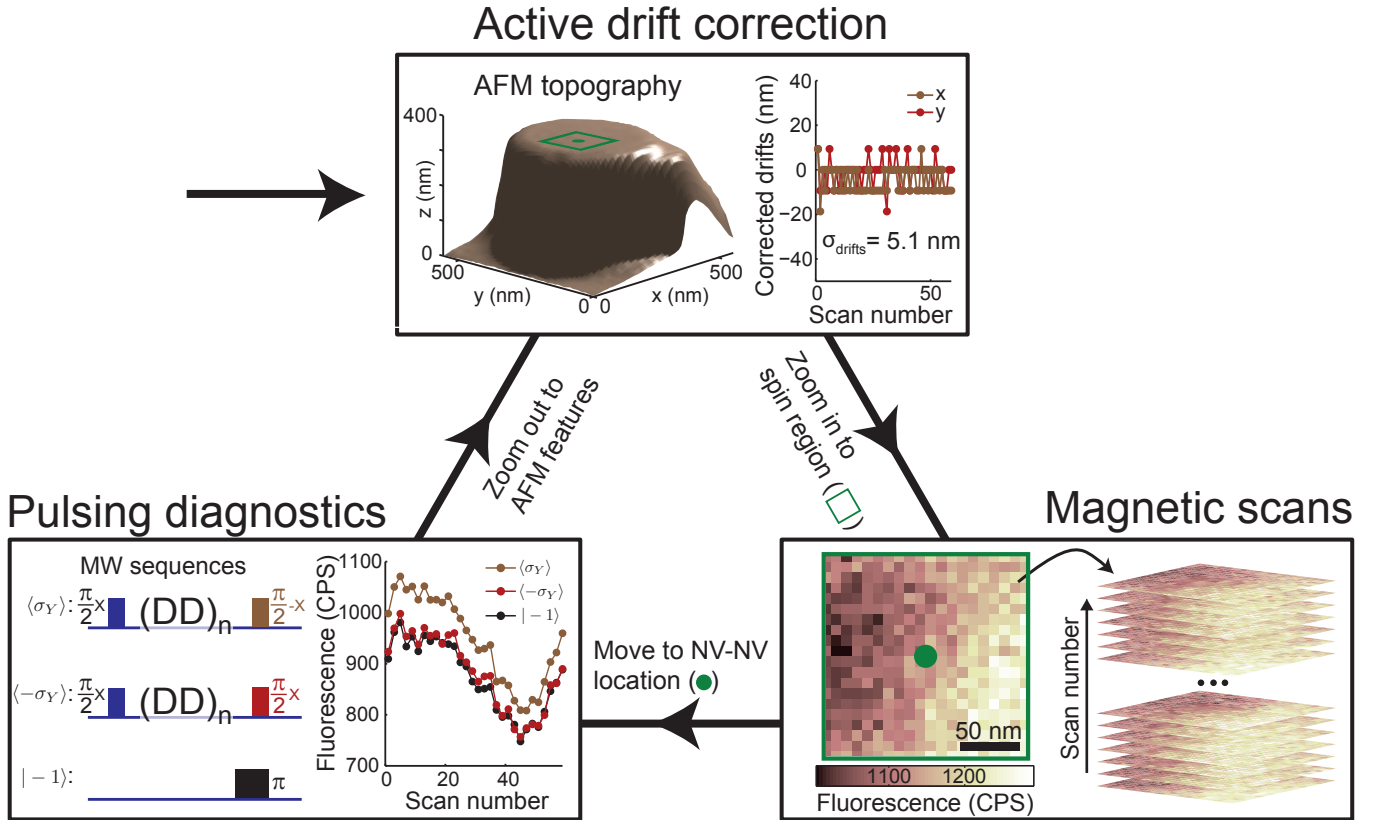 Active drift correction
AFM topography
400
z (nm)
0
500
y (nm)
0
0
x (nm)
500
Corrected drifts (nm)
40
20
0
−20
−40
x
y
σdrifts= 5.1 nm
0
50
Scan number
Zoom out to
AFM features
Zoom in to
spin region (
)
Pulsing diagnostics
MW sequences
⟨σY⟩: π/2 x (DD)n π/2 -x
⟨−σY⟩: π/2 x (DD)n π/2 x
| − 1⟩: π
Fluorescence (CPS)
1100
1000
900
800
700
⟨σY⟩
⟨−σY⟩
| − 1⟩
0
20
40
Scan number
Move to NV-NV
location (●)
Magnetic scans
50 nm
1100
1200
Fluorescence (CPS)
Scan number
•••